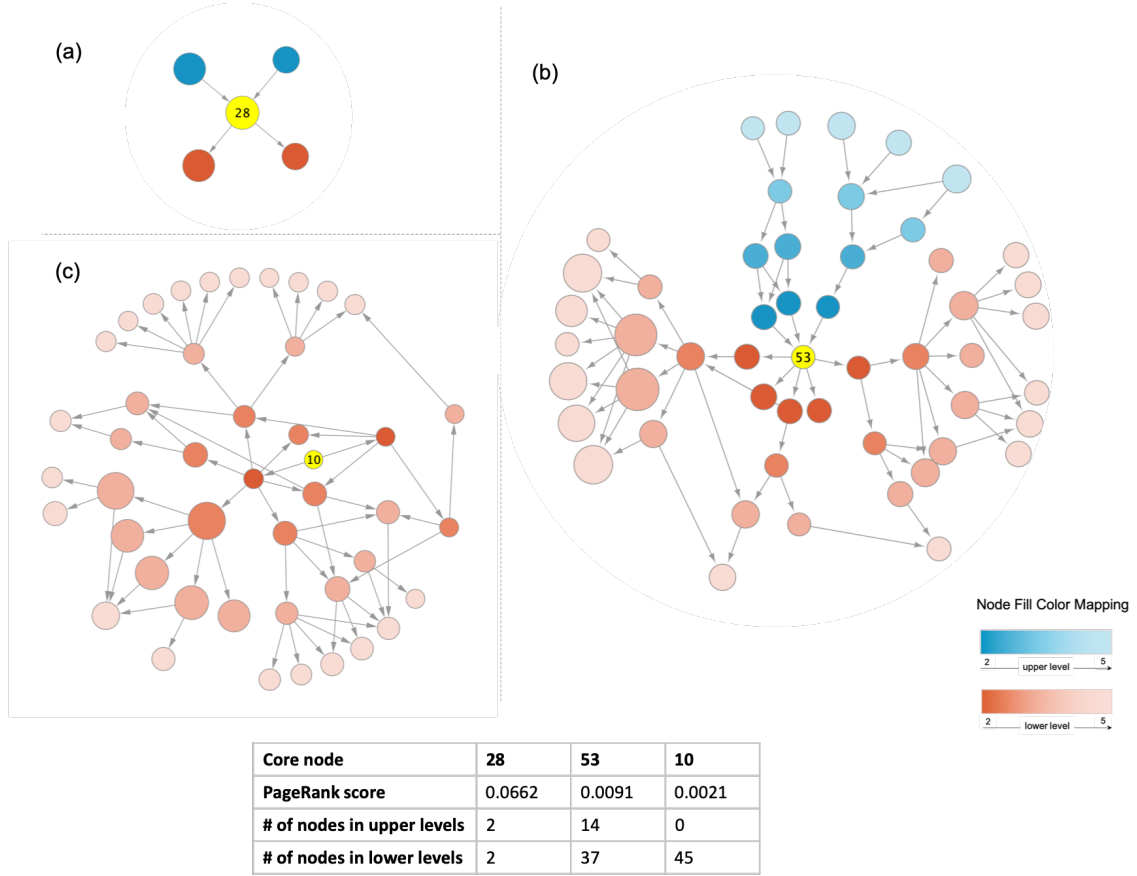 (a)
28
(b)
53
(c)
10
Node Fill Color Mapping
2 5
upper level
2 5
lower level
Core node 28 53 10
PageRank score 0.0662 0.0091 0.0021
# of nodes in upper levels 2 14 0
# of nodes in lower levels 2 37 45